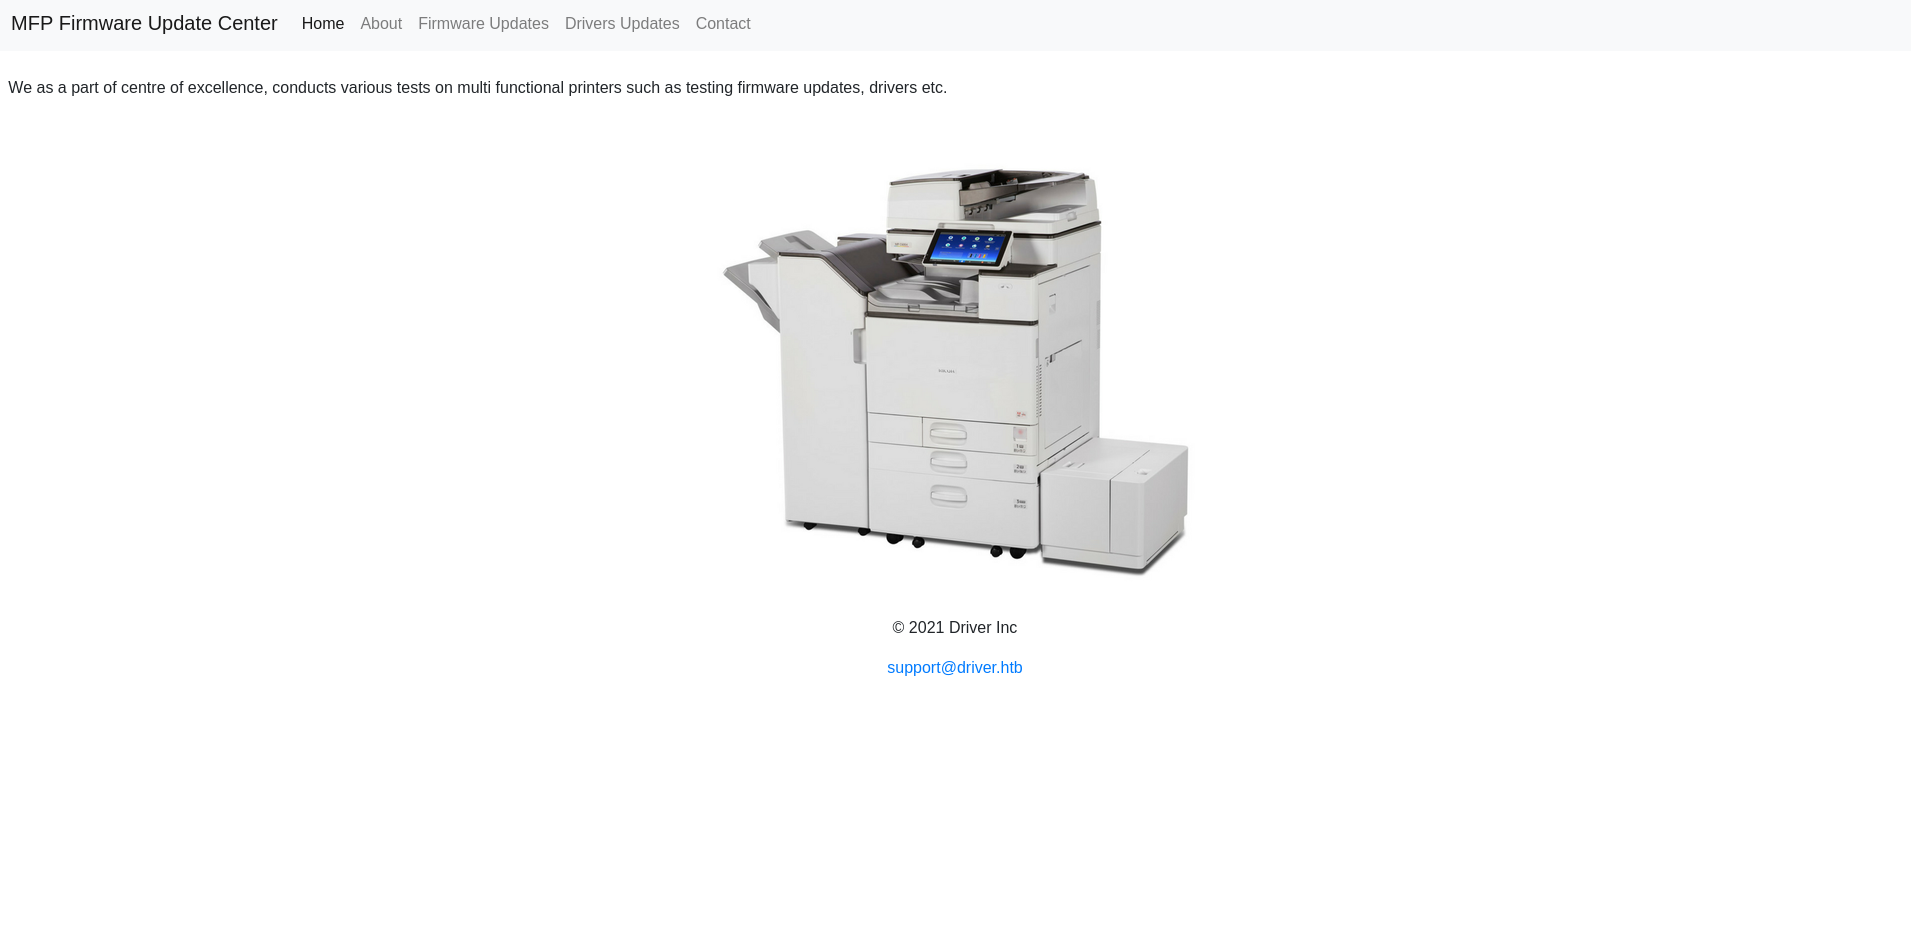 MFP Firmware Update Center Home About Firmware Updates Drivers Updates Contact
We as a part of centre of excellence, conducts various tests on multi functional printers such as testing firmware updates, drivers etc.
© 2021 Driver Inc
support@driver.htb